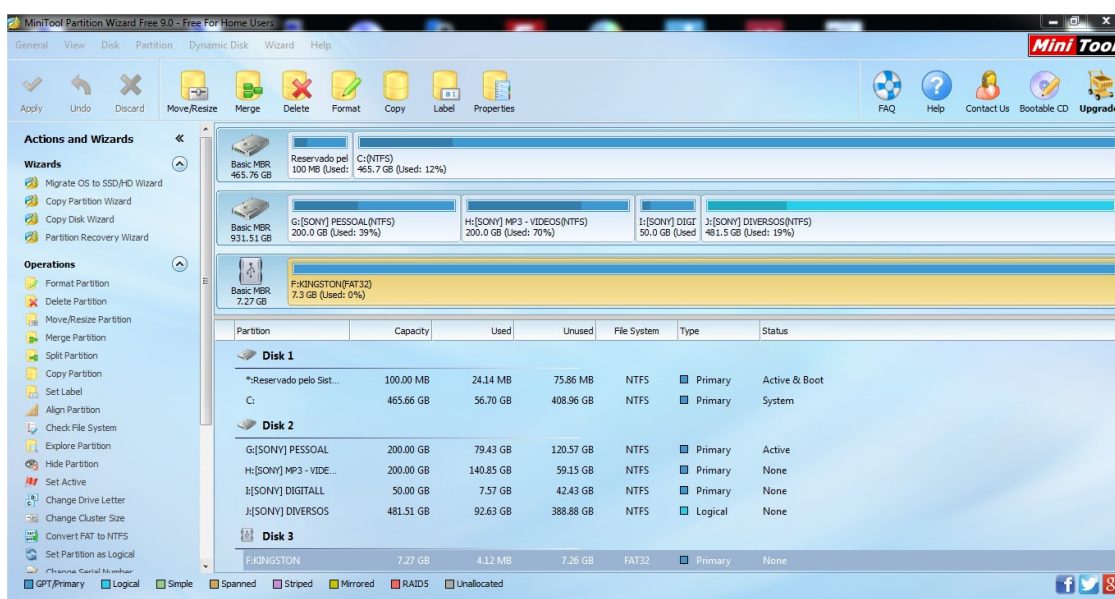 MiniTool Partition Wizard Free 9.0 - Free For Home Users
General View Disk Partition Dynamic Disk Wizard Help
Mini Tool
Apply Undo Discard Move/Resize Merge Delete Format Copy Label Properties FAQ Help Contact Us Bootable CD Upgrade
Actions and Wizards
Wizards
Migrate OS to SSD/HD Wizard
Copy Partition Wizard
Copy Disk Wizard
Partition Recovery Wizard
Operations
Format Partition
Delete Partition
Move/Resize Partition
Merge Partition
Split Partition
Copy Partition
Set Label
Align Partition
Check File System
Explore Partition
Hide Partition
Set Active
Change Drive Letter
Change Cluster Size
Convert FAT to NTFS
Set Partition as Logical
Change Serial Number
Basic MBR
465.76 GB
Reservado pel
100 MB (Used:
C:(NTFS)
465.7 GB (Used: 12%)
Basic MBR
931.51 GB
G:[SONY] PESSOAL(NTFS)
200.0 GB (Used: 39%)
H:[SONY] MP3 - VIDEOS(NTFS)
200.0 GB (Used: 70%)
I:[SONY] DIGIT
50.0 GB (Used
J:[SONY] DIVERSOS(NTFS)
481.5 GB (Used: 19%)
Basic MBR
7.27 GB
F:KINGSTON(FAT32)
7.3 GB (Used: 0%)
Partition Capacity Used Unused File System Type Status
Disk 1
*:Reservado pelo Sist... 100.00 MB 24.14 MB 75.86 MB NTFS Primary Active & Boot
C: 465.66 GB 56.70 GB 408.96 GB NTFS Primary System
Disk 2
G:[SONY] PESSOAL 200.00 GB 79.43 GB 120.57 GB NTFS Primary Active
H:[SONY] MP3 - VIDE... 200.00 GB 140.85 GB 59.15 GB NTFS Primary None
I:[SONY] DIGITALL 50.00 GB 7.57 GB 42.43 GB NTFS Primary None
J:[SONY] DIVERSOS 481.51 GB 92.63 GB 388.88 GB NTFS Logical None
Disk 3
F:KINGSTON 7.27 GB 4.12 MB 7.26 GB FAT32 Primary None
GPT/Primary Logical Simple Spanned Striped Mirrored RAID5 Unallocated